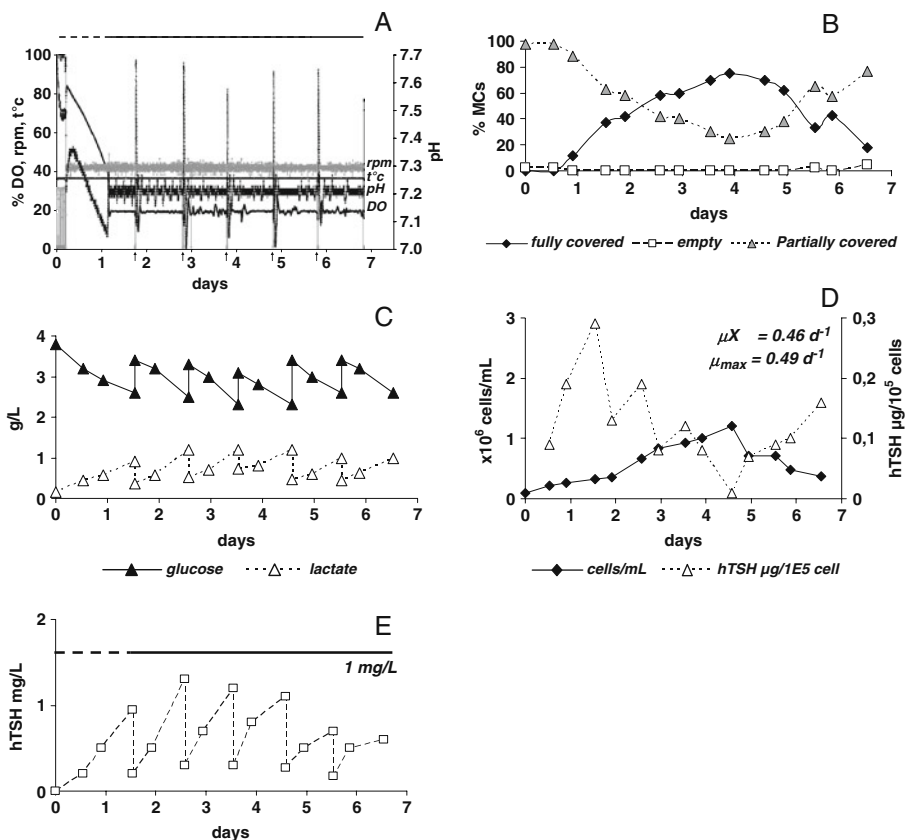 A
100
80
60
40
20
0
% DO, rpm, t°c
7.7
7.6
7.5
7.4
7.3
7.2
7.1
7.0
pH
rpm
t°c
pH
DO
0 1 2 3 4 5 6 7
↑ ↑ ↑ ↑ ↑
days
B
100
80
60
40
20
0
% MCs
0 1 2 3 4 5 6 7
days
fully covered empty Partially covered
C
4
3
2
1
0
g/L
0 1 2 3 4 5 6 7
days
glucose lactate
D
3
2
1
0
x10⁶ cells/mL
μX = 0.46 d⁻¹
μmax = 0.49 d⁻¹
0,3
0,2
0,1
0
hTSH μg/10⁵ cells
0 1 2 3 4 5 6 7
days
cells/mL hTSH μg/1E5 cell
E
2
1
0
hTSH mg/L
1 mg/L
0 1 2 3 4 5 6 7
days